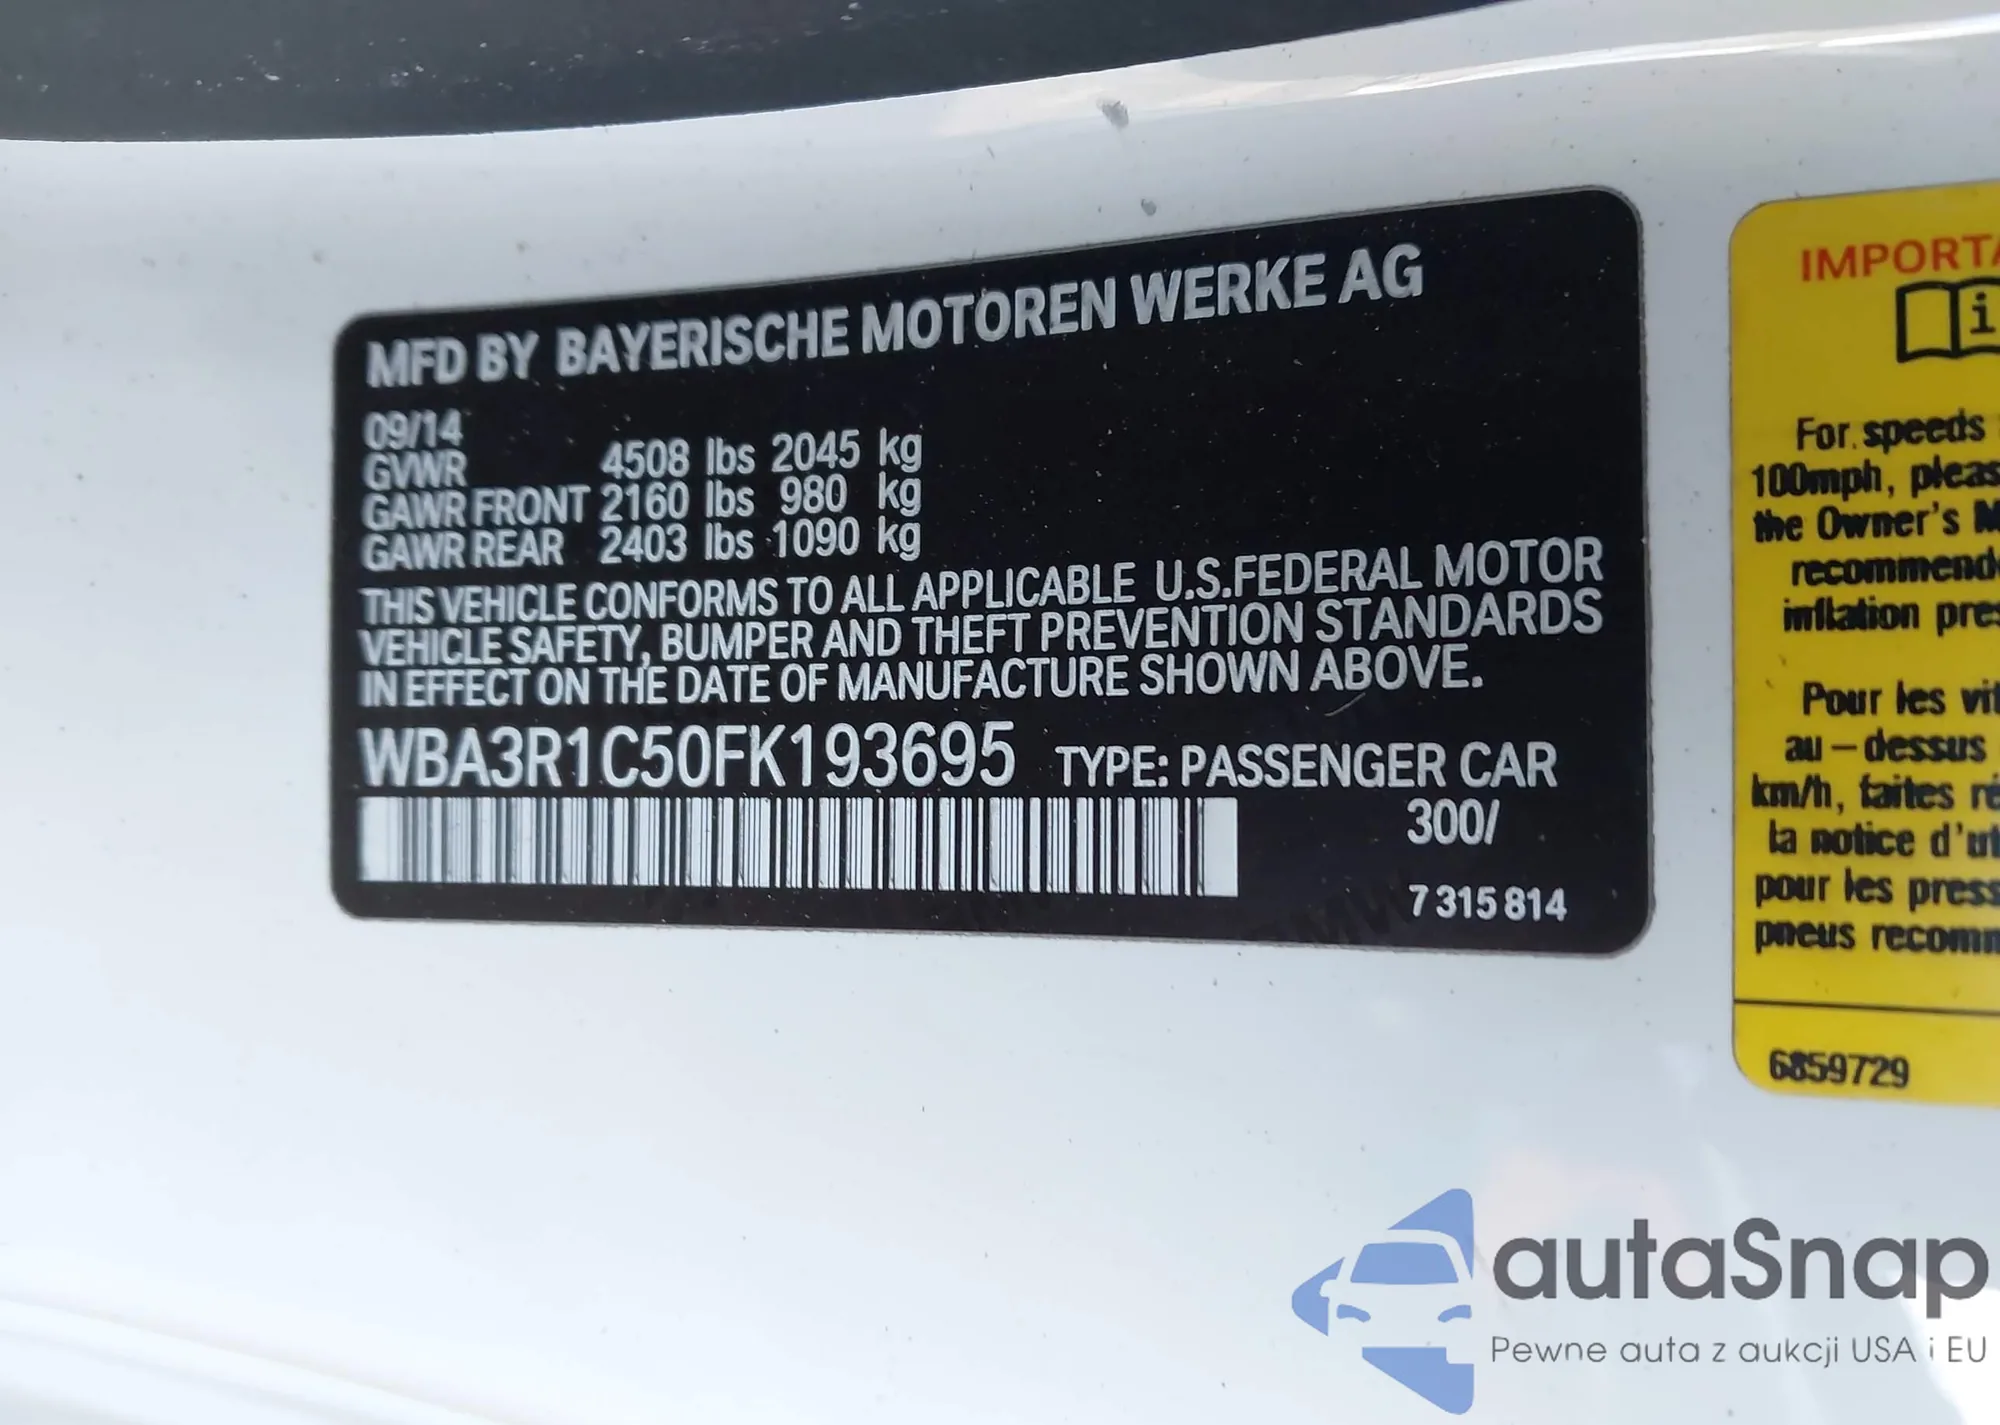 MFD BY BAYERISCHE MOTOREN WERKE AG
09/14
GVWR 4508 lbs 2045 kg
GAWR FRONT 2160 lbs 980 kg
GAWR REAR 2403 lbs 1090 kg
THIS VEHICLE CONFORMS TO ALL APPLICABLE U.S.FEDERAL MOTOR
VEHICLE SAFETY, BUMPER AND THEFT PREVENTION STANDARDS
IN EFFECT ON THE DATE OF MANUFACTURE SHOWN ABOVE.
WBA3R1C50FK193695 TYPE: PASSENGER CAR
300/
7 315 814
IMPORTA
i
For speeds
100mph, pleas
the Owner's M
recommend
inflation pres
Pour les vit
au-dessus
km/h, faites ré
la notice d'ut
pour les press
pneus recomm
6859729
autaSnap
Pewne auta z aukcji USA i EU